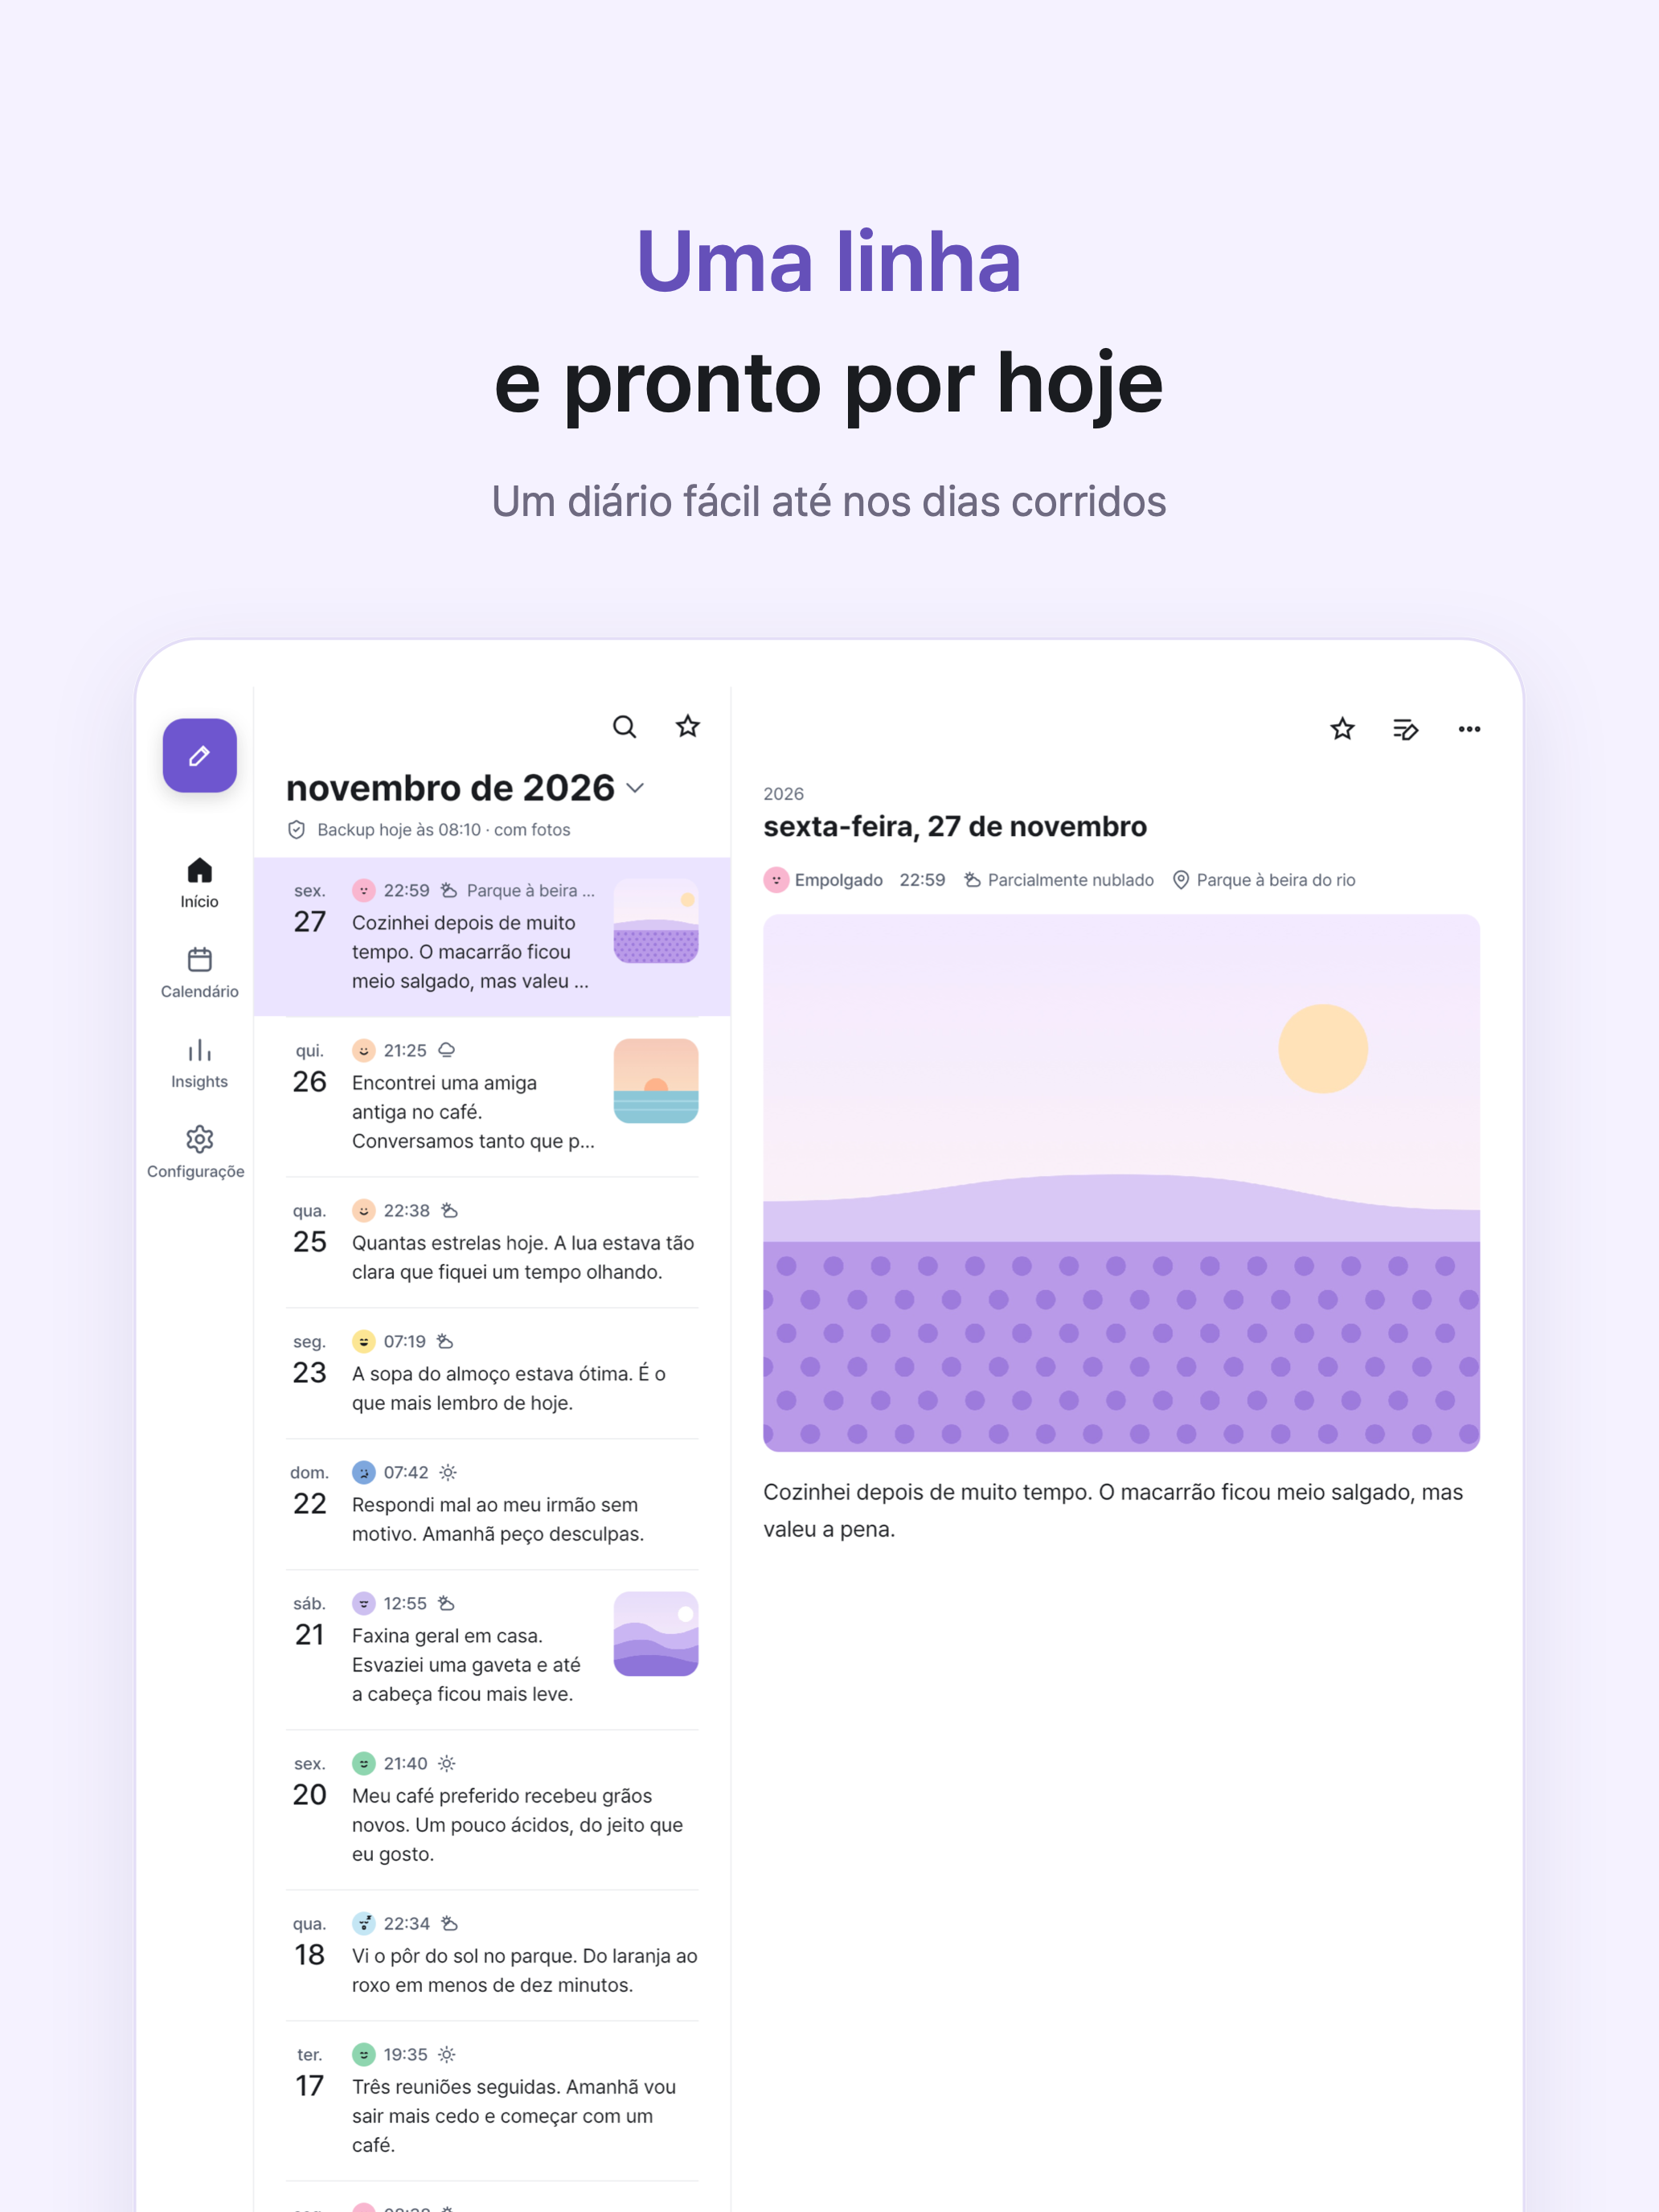 Uma linha
e pronto por hoje
Um diário fácil até nos dias corridos
Início
Calendário
Insights
Configuraçõe
novembro de 2026
Backup hoje às 08:10 · com fotos
sex.
27
22:59 Parque à beira ...
Cozinhei depois de muito
tempo. O macarrão ficou
meio salgado, mas valeu ...
qui.
26
21:25
Encontrei uma amiga
antiga no café.
Conversamos tanto que p...
qua.
25
22:38
Quantas estrelas hoje. A lua estava tão
clara que fiquei um tempo olhando.
seg.
23
07:19
A sopa do almoço estava ótima. É o
que mais lembro de hoje.
dom.
22
07:42
Respondi mal ao meu irmão sem
motivo. Amanhã peço desculpas.
sáb.
21
12:55
Faxina geral em casa.
Esvaziei uma gaveta e até
a cabeça ficou mais leve.
sex.
20
21:40
Meu café preferido recebeu grãos
novos. Um pouco ácidos, do jeito que
eu gosto.
qua.
18
22:34
Vi o pôr do sol no parque. Do laranja ao
roxo em menos de dez minutos.
ter.
17
19:35
Três reuniões seguidas. Amanhã vou
sair mais cedo e começar com um
café.
2026
sexta-feira, 27 de novembro
Empolgado 22:59 Parcialmente nublado Parque à beira do rio
Cozinhei depois de muito tempo. O macarrão ficou meio salgado, mas
valeu a pena.